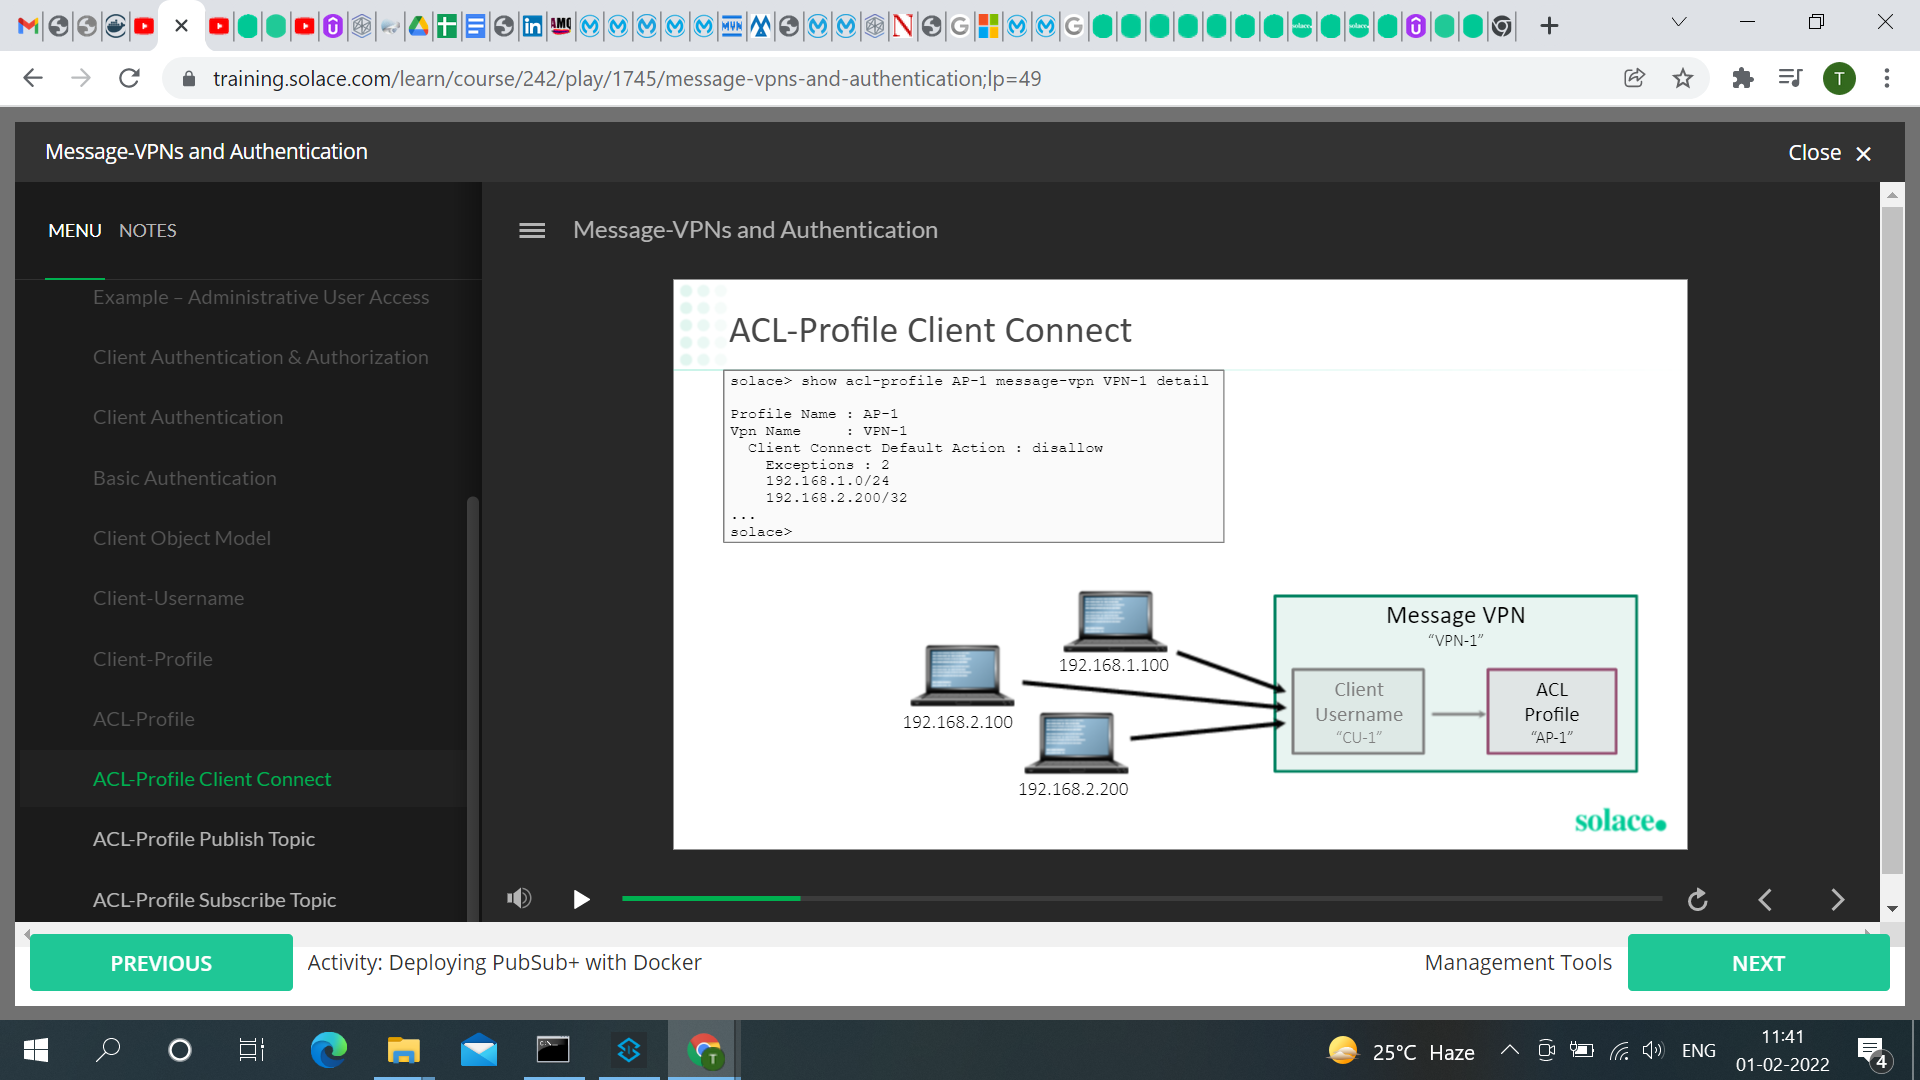 training.solace.com/learn/course/242/play/1745/message-vpns-and-authentication;lp=49
T
Message-VPNs and Authentication
Close
MENU
NOTES
Message-VPNs and Authentication
Example – Administrative User Access
Client Authentication & Authorization
Client Authentication
Basic Authentication
Client Object Model
Client-Username
Client-Profile
ACL-Profile
ACL-Profile Client Connect
ACL-Profile Publish Topic
ACL-Profile Subscribe Topic
ACL-Profile Client Connect
solace> show acl-profile AP-1 message-vpn VPN-1 detail
Profile Name : AP-1
Vpn Name : VPN-1
Client Connect Default Action : disallow
Exceptions : 2
192.168.1.0/24
192.168.2.200/32
...
solace>
192.168.1.100
192.168.2.100
192.168.2.200
Message VPN
“VPN-1”
Client
Username
“CU-1”
ACL
Profile
“AP-1”
solace
PREVIOUS
Activity: Deploying PubSub+ with Docker
Management Tools
NEXT
25°C Haze
ENG
11:41
01-02-2022
4